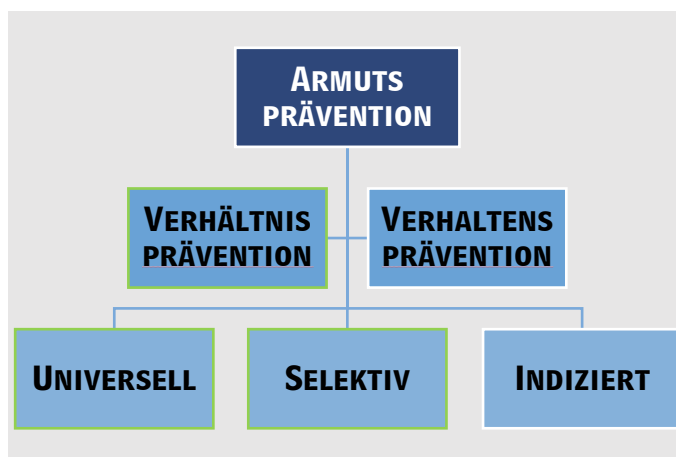 ARMUTS
PRÄVENTION
VERHÄLTNIS
PRÄVENTION
VERHALTENS
PRÄVENTION
UNIVERSELL
SELEKTIV
INDIZIERT